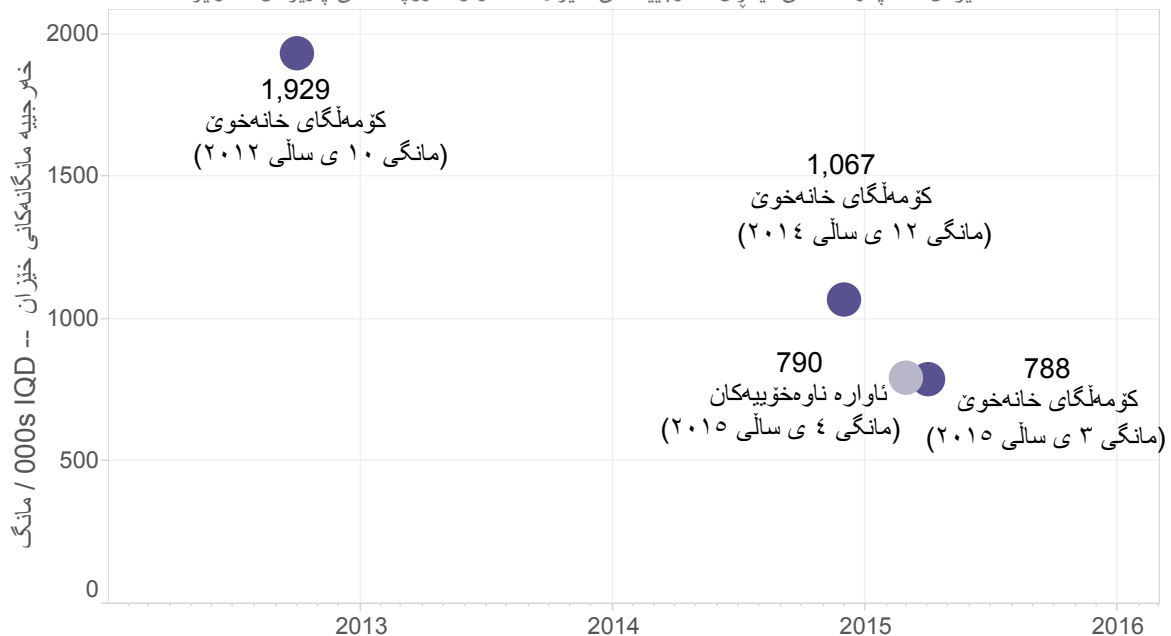 2000
1500
1000
500
0
خەرجییە مانگانەکانی خێزان -- 000s IQD / مانگ
1,929
کۆمەڵگای خانەخوێ
(مانگی ١٠ ی ساڵی ٢٠١٢)
1,067
کۆمەڵگای خانەخوێ
(مانگی ١٢ ی ساڵی ٢٠١٤)
790
ئاوارە ناوەخۆییەکان
(مانگی ٤ ی ساڵی ٢٠١٥)
788
کۆمەڵگای خانەخوێ
(مانگی ٣ ی ساڵی ٢٠١٥)
2013
2014
2015
2016